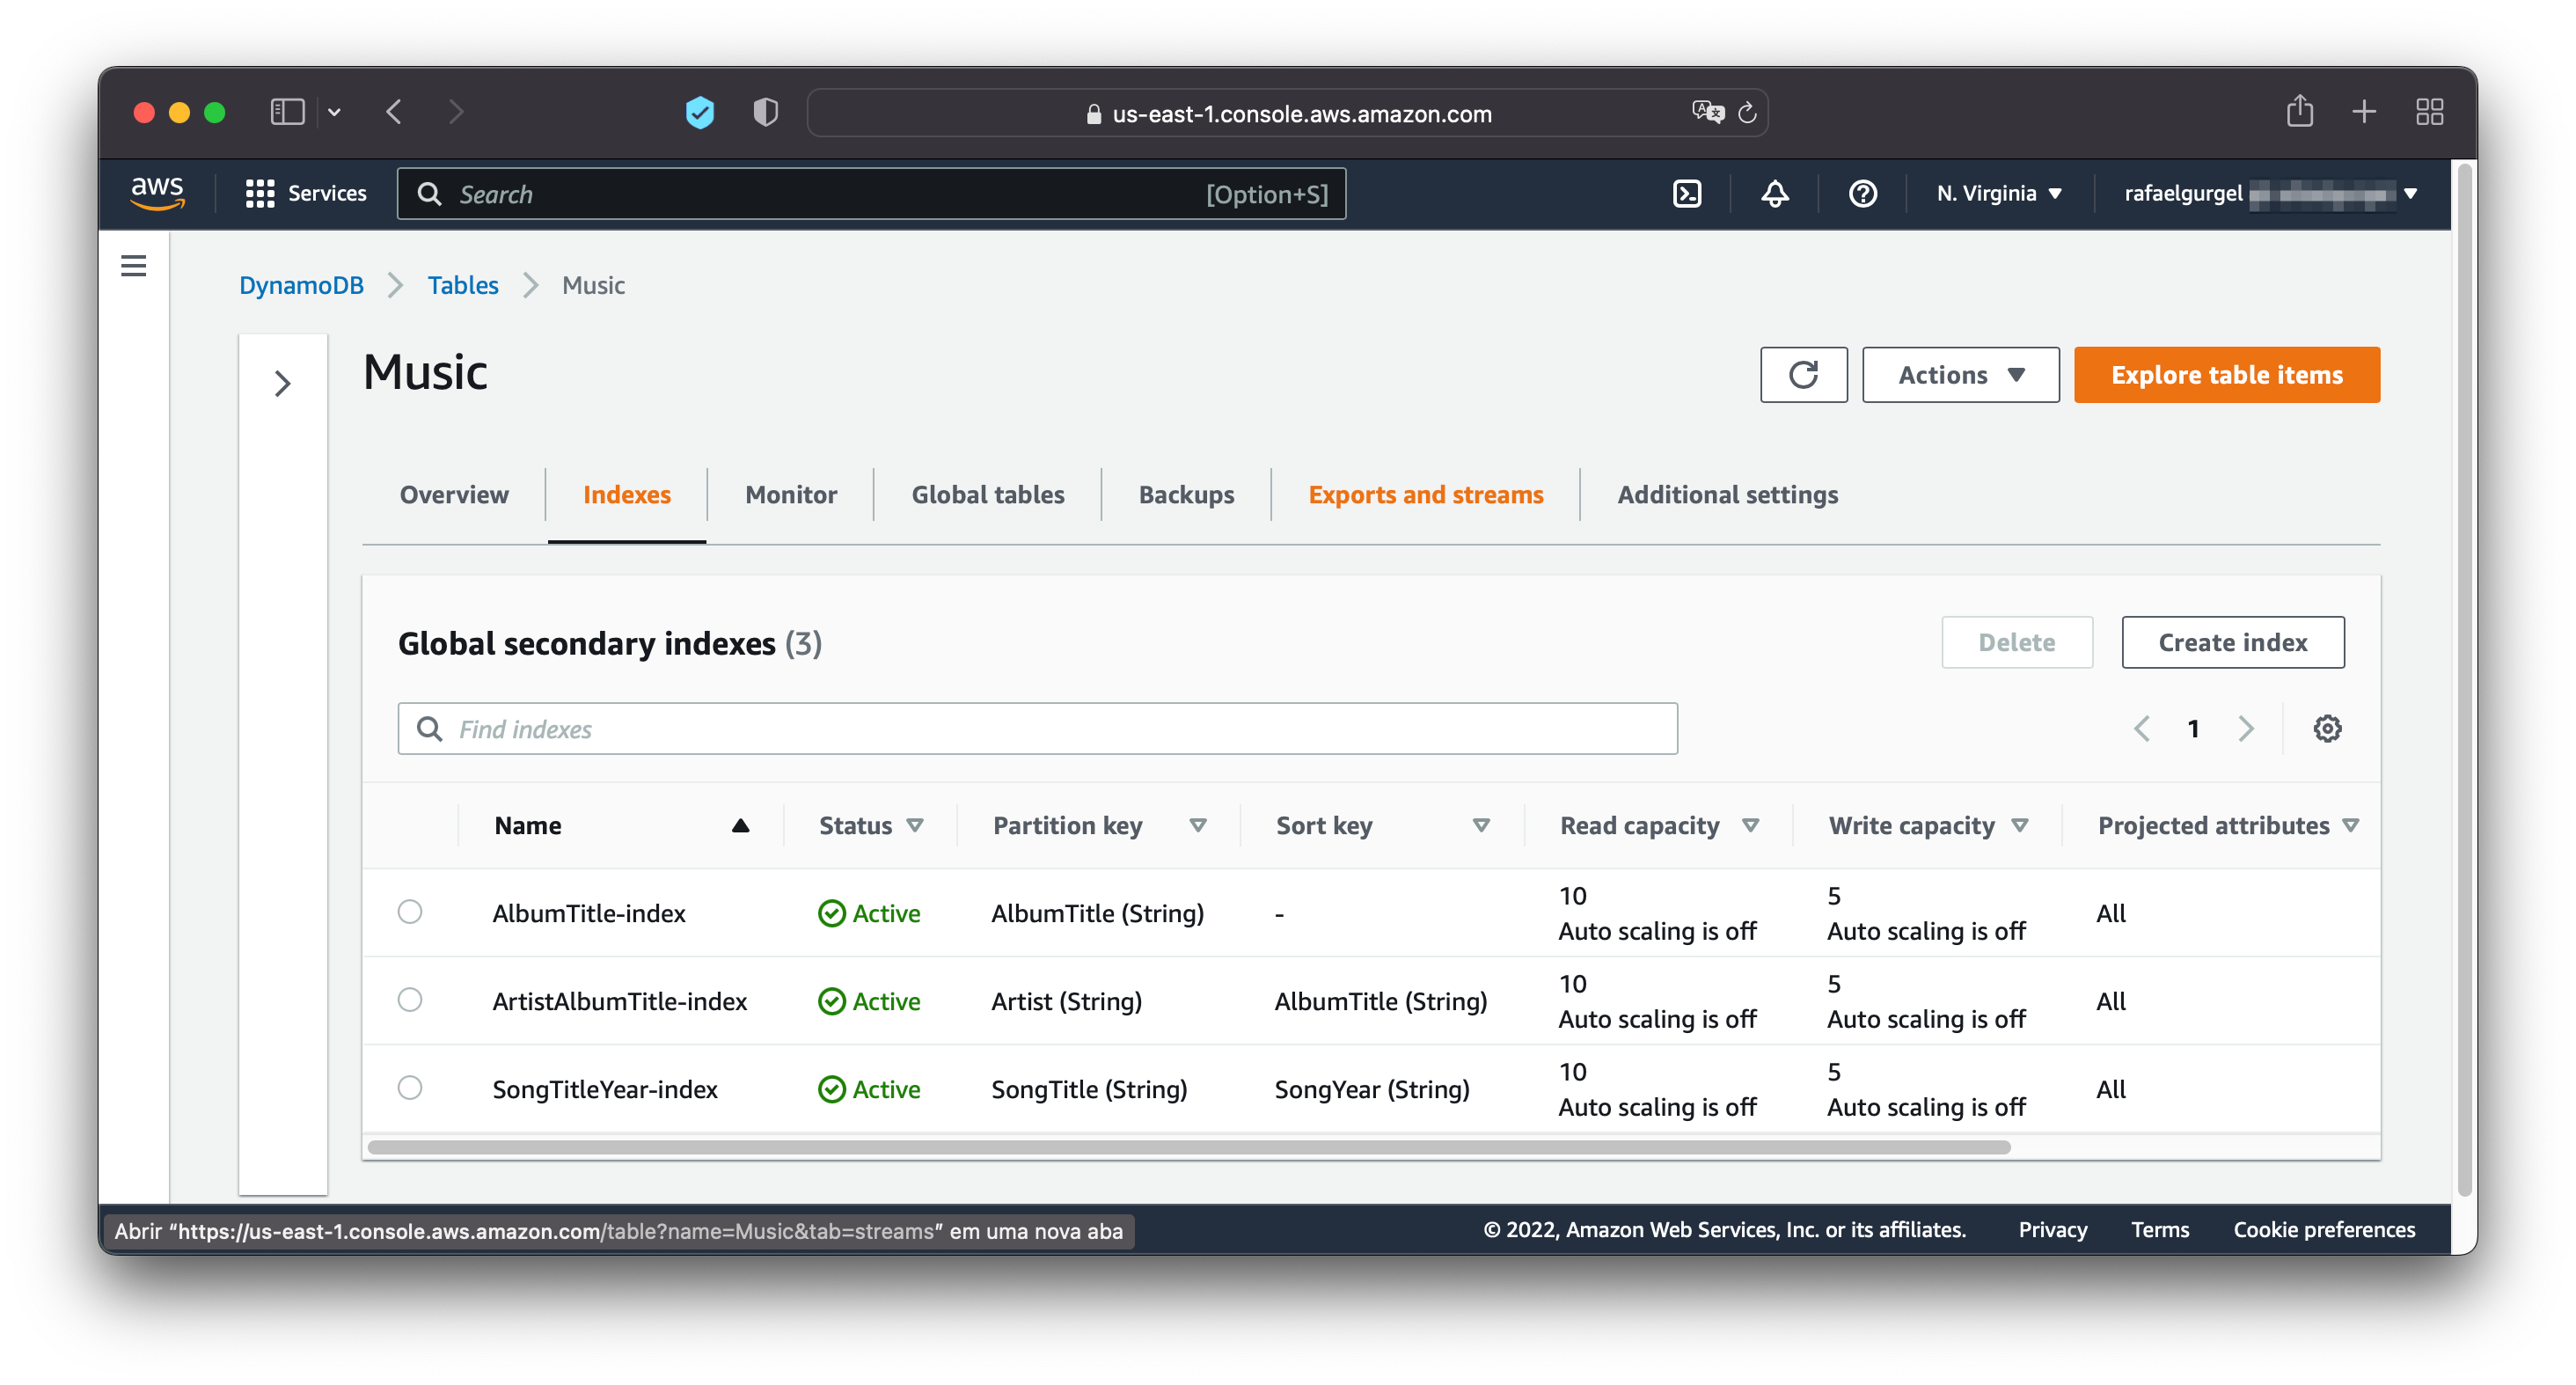 us-east-1.console.aws.amazon.com
aws Services Search [Option+S] N. Virginia rafaelgurgel
DynamoDB Tables Music
Music Actions Explore table items
Overview Indexes Monitor Global tables Backups Exports and streams Additional settings
Global secondary indexes (3) Delete Create index
Find indexes 1
Name Status Partition key Sort key Read capacity Write capacity Projected attributes
AlbumTitle-index Active AlbumTitle (String) - 10 Auto scaling is off 5 Auto scaling is off All
ArtistAlbumTitle-index Active Artist (String) AlbumTitle (String) 10 Auto scaling is off 5 Auto scaling is off All
SongTitleYear-index Active SongTitle (String) SongYear (String) 10 Auto scaling is off 5 Auto scaling is off All
Abrir “https://us-east-1.console.aws.amazon.com/table?name=Music&tab=streams” em uma nova aba © 2022, Amazon Web Services, Inc. or its affiliates. Privacy Terms Cookie preferences